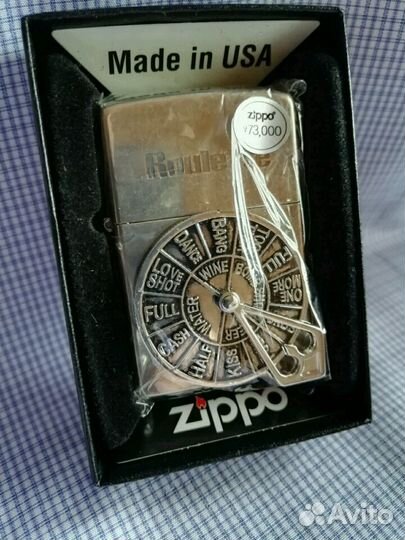 Made in USA
zippo
₩73,000
Roulette
BANG
DANCE
LOVE
SHOT
FULL
CASH
HALF
KISS
FULL
ONE
MORE
WINE
WATER
zippo
Avito